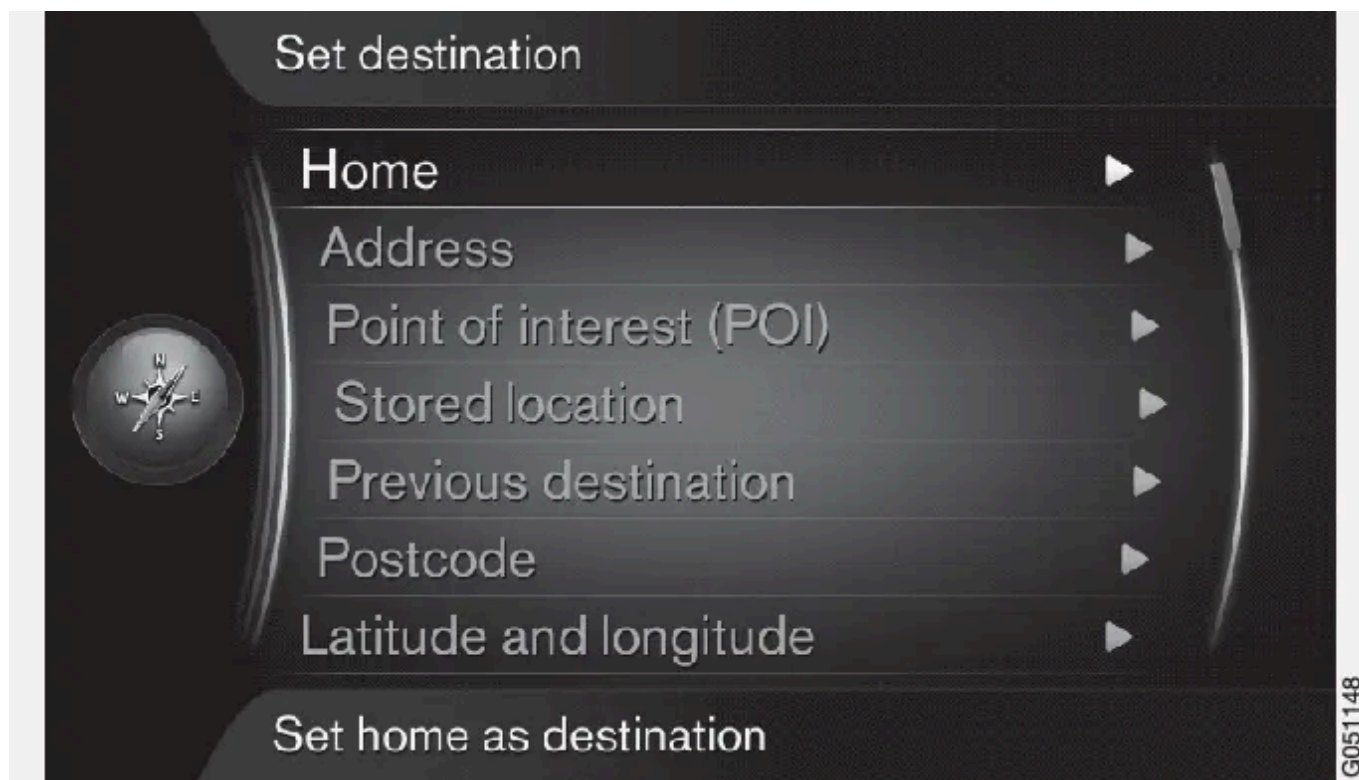 Set destination
Home
Address
Point of interest (POI)
Stored location
Previous destination
Postcode
Latitude and longitude
Set home as destination
N
W E
S
G051148